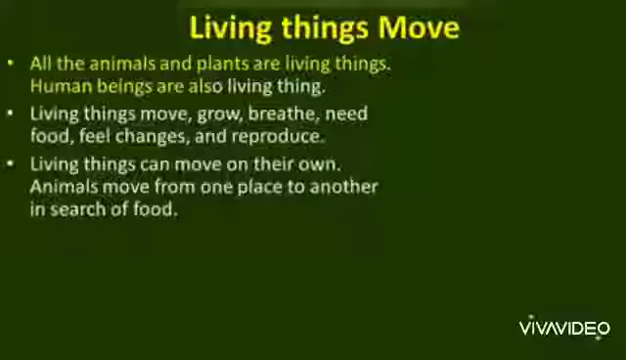 Living things Move
• All the animals and plants are living things.
Human beings are also living thing.
• Living things move, grow, breathe, need
food, feel changes, and reproduce.
• Living things can move on their own.
Animals move from one place to another
in search of food.
VIVAVIDEO